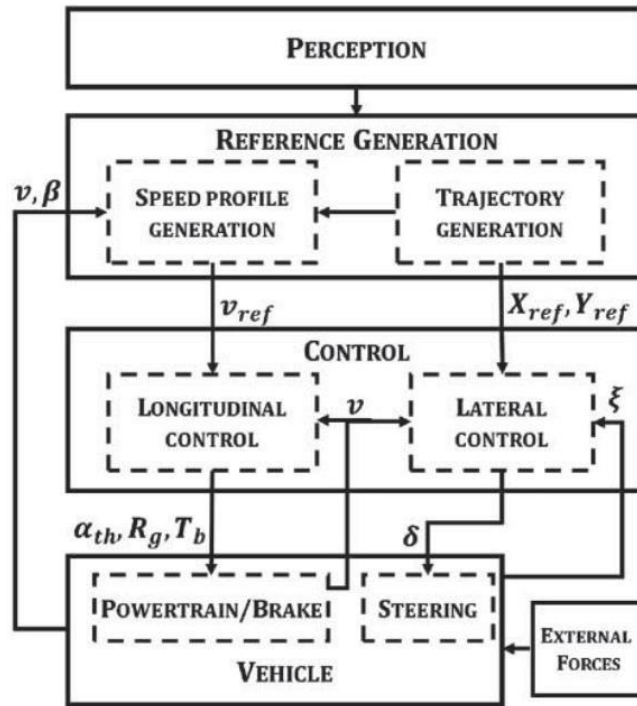 PERCEPTION
REFERENCE GENERATION
v, β
SPEED PROFILE
GENERATION
TRAJECTORY
GENERATION
v_ref
X_ref, Y_ref
CONTROL
LONGITUDINAL
CONTROL
v
LATERAL
CONTROL
ξ
α_th, R_g, T_b
δ
POWERTRAIN/BRAKE
STEERING
VEHICLE
EXTERNAL
FORCES